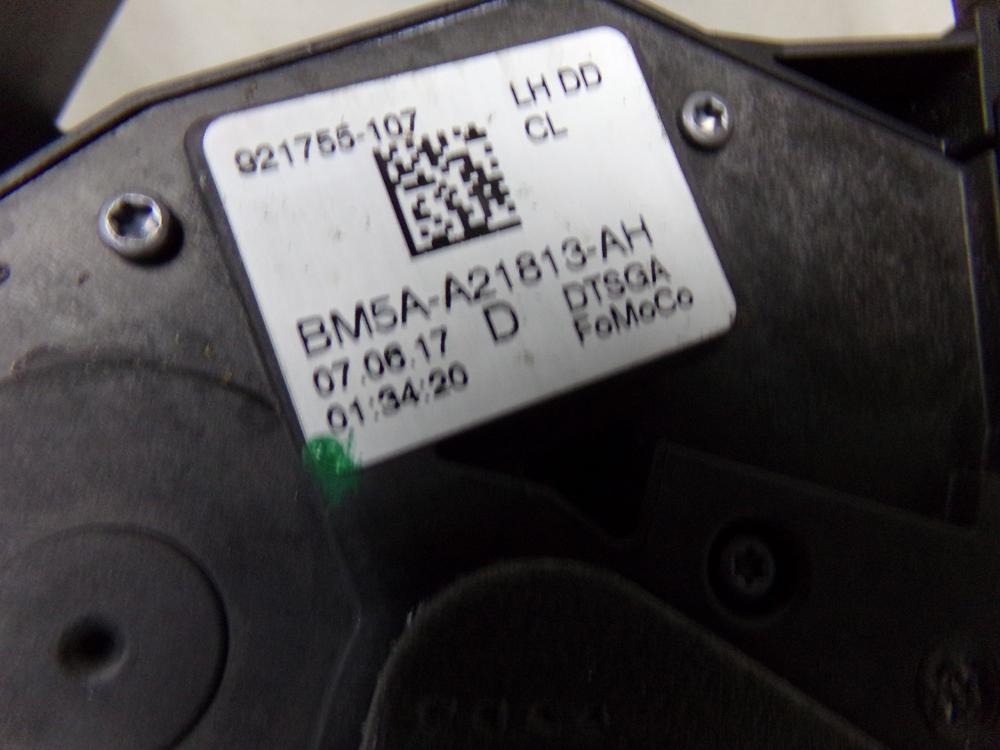 921755-107
LH DD
CL
BM5A-A21813-AH
07.06.17
D
DTSGA
01:34:20
FoMoCo